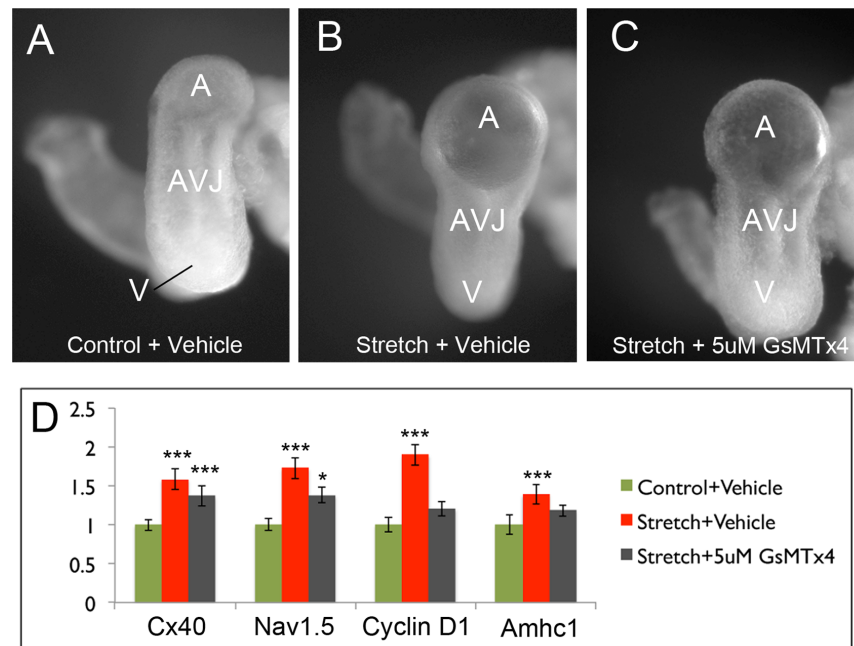 A
A
AVJ
V
Control + Vehicle
B
A
AVJ
V
Stretch + Vehicle
C
A
AVJ
V
Stretch + 5uM GsMTx4
D
2.5
2
1.5
1
0.5
0
*** *** *** * *** ***
Cx40 Nav1.5 Cyclin D1 Amhc1
Control+Vehicle
Stretch+Vehicle
Stretch+5uM GsMTx4